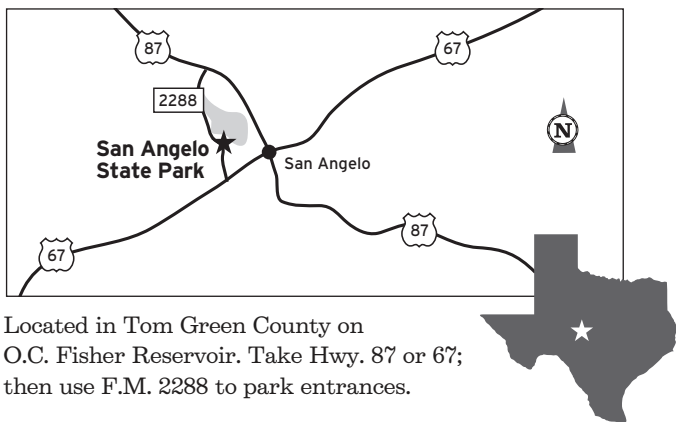 87
67
2288
N
San Angelo
State Park
San Angelo
87
67
Located in Tom Green County on
O.C. Fisher Reservoir. Take Hwy. 87 or 67;
then use F.M. 2288 to park entrances.